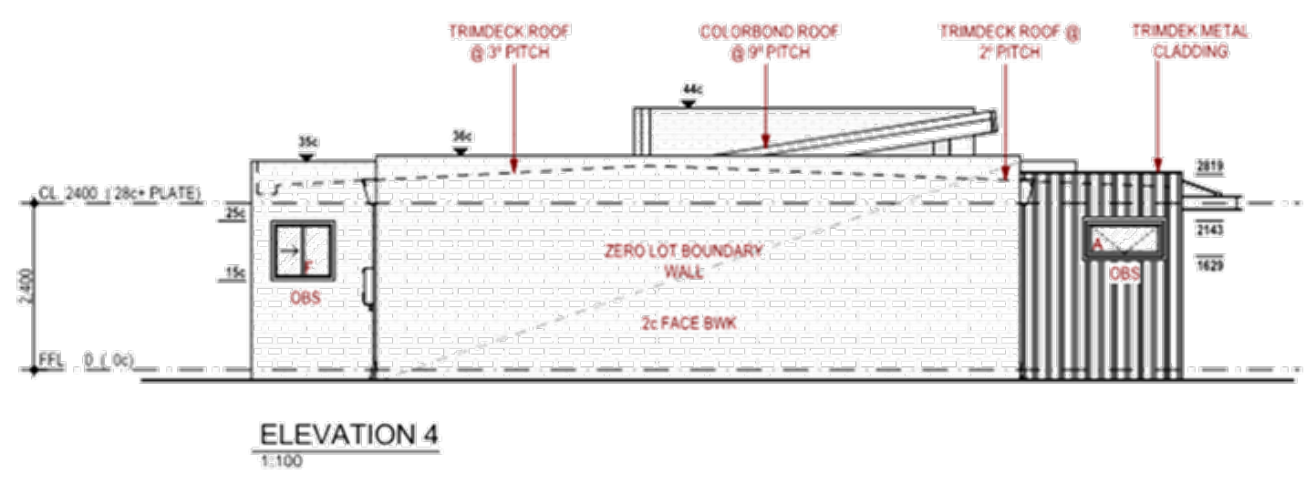 TRIMDECK ROOF
@ 3° PITCH
COLORBOND ROOF
@ 9° PITCH
TRIMDECK ROOF @
2° PITCH
TRIMDEK METAL
CLADDING
44c
35c
36c
2819
CL 2400 ( 28c+ PLATE)
25c
2143
ZERO LOT BOUNDARY
WALL
A
1629
15c
F
OBS
OBS
2,400
2c FACE BWK
FFL 0 ( 0c)
ELEVATION 4
1:100